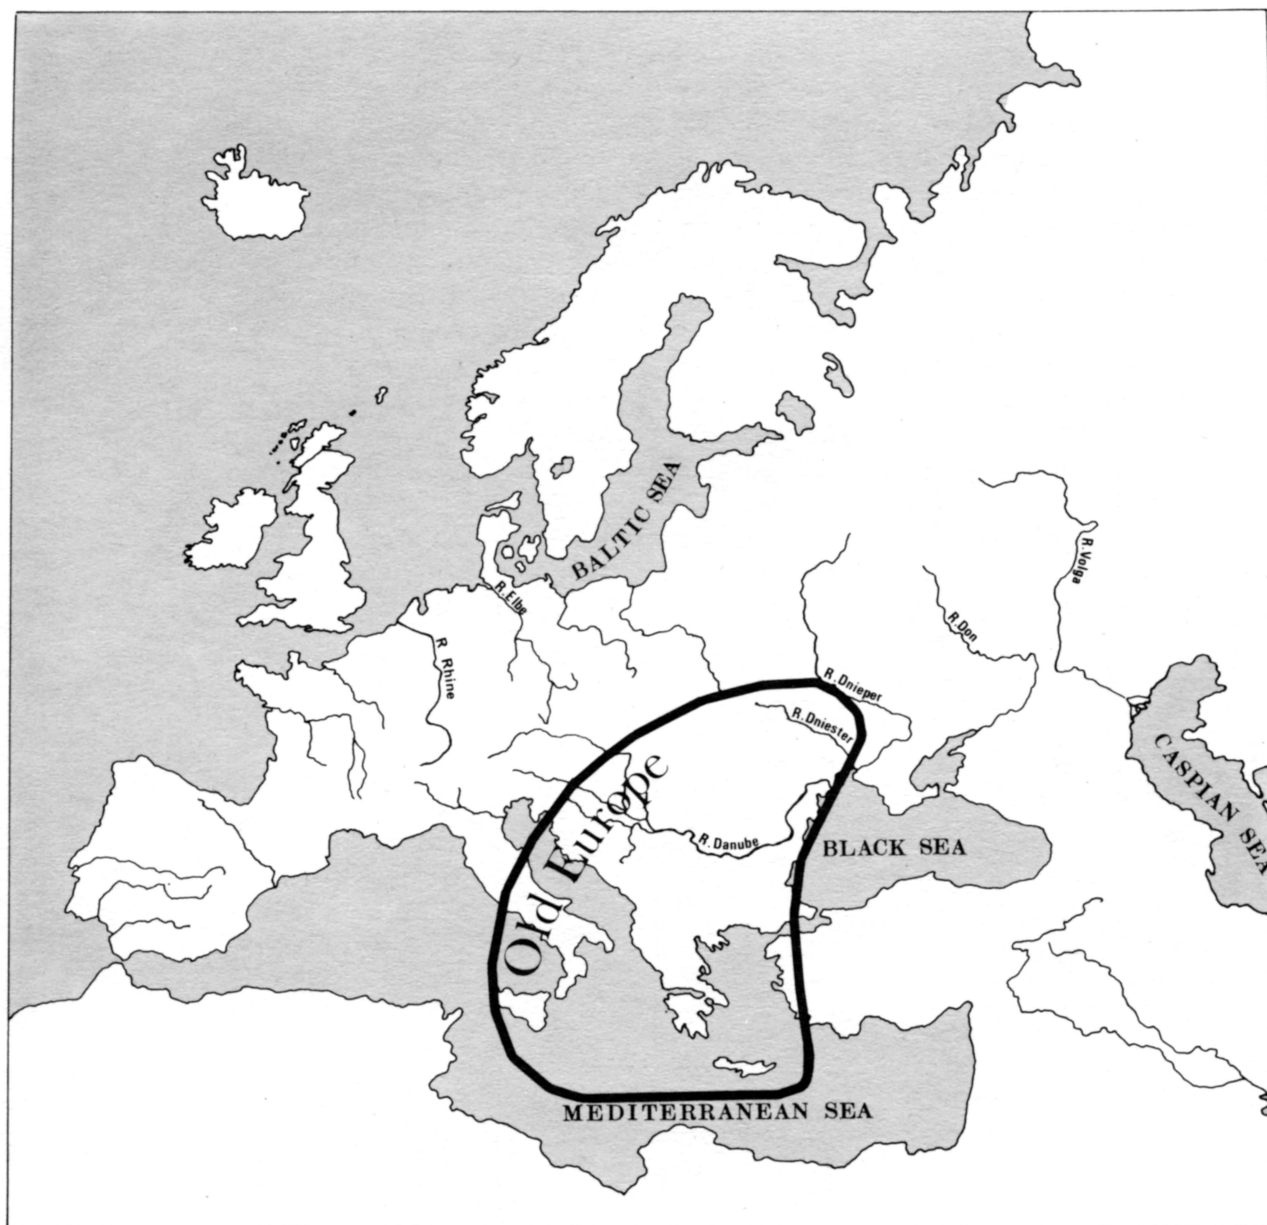 BALTIC SEA
R. Volga
R. Elbe
R. Don
R. Rhine
R. Dnieper
R. Dniester
CASPIAN SEA
Old Europe
R. Danube
BLACK SEA
MEDITERRANEAN SEA